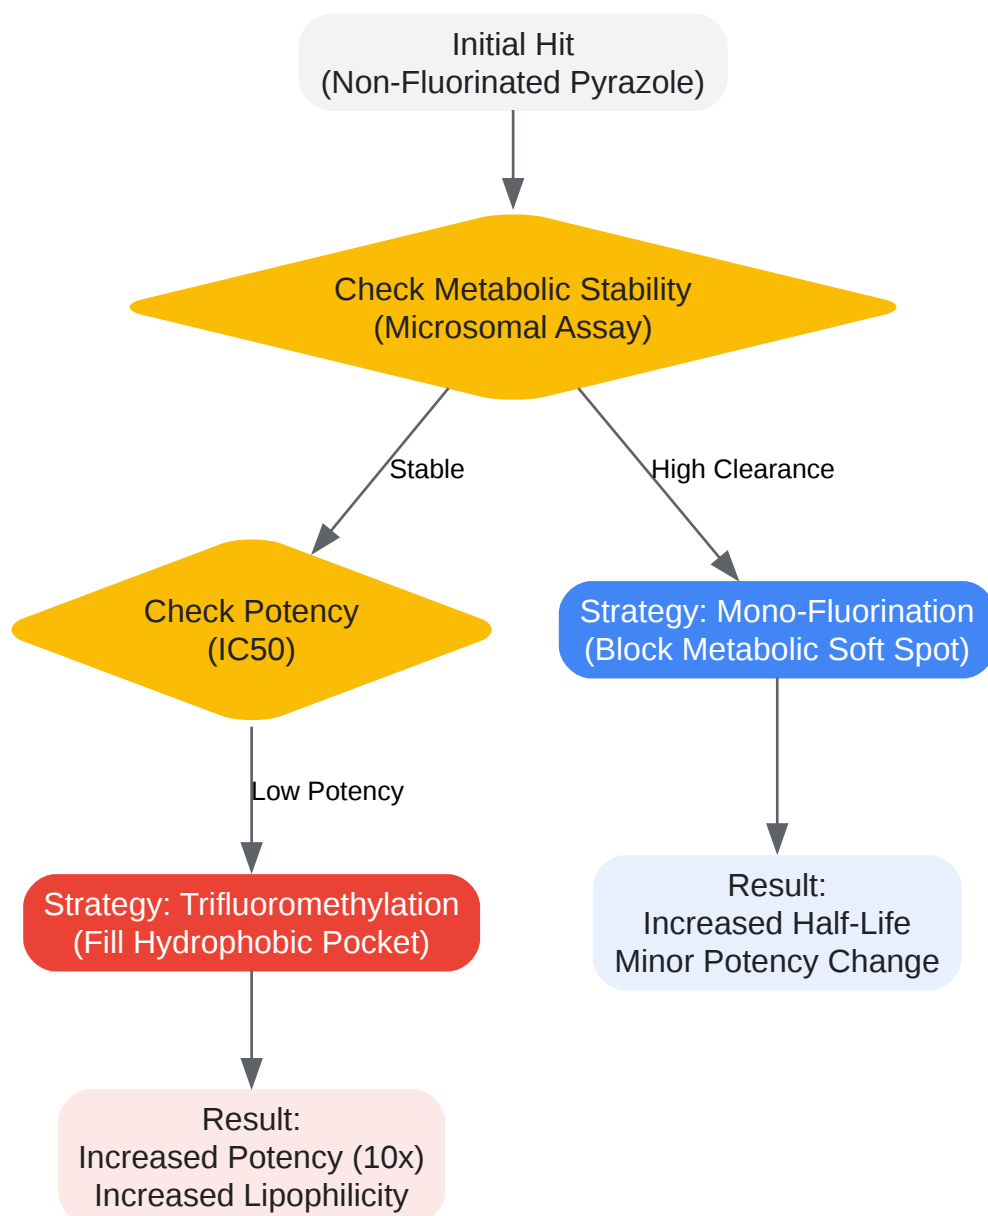 Initial Hit
(Non-Fluorinated Pyrazole)
Check Metabolic Stability
(Microsomal Assay)
Stable
High Clearance
Check Potency
(IC50)
Strategy: Mono-Fluorination
(Block Metabolic Soft Spot)
Low Potency
Strategy: Trifluoromethylation
(Fill Hydrophobic Pocket)
Result:
Increased Half-Life
Minor Potency Change
Result:
Increased Potency (10x)
Increased Lipophilicity